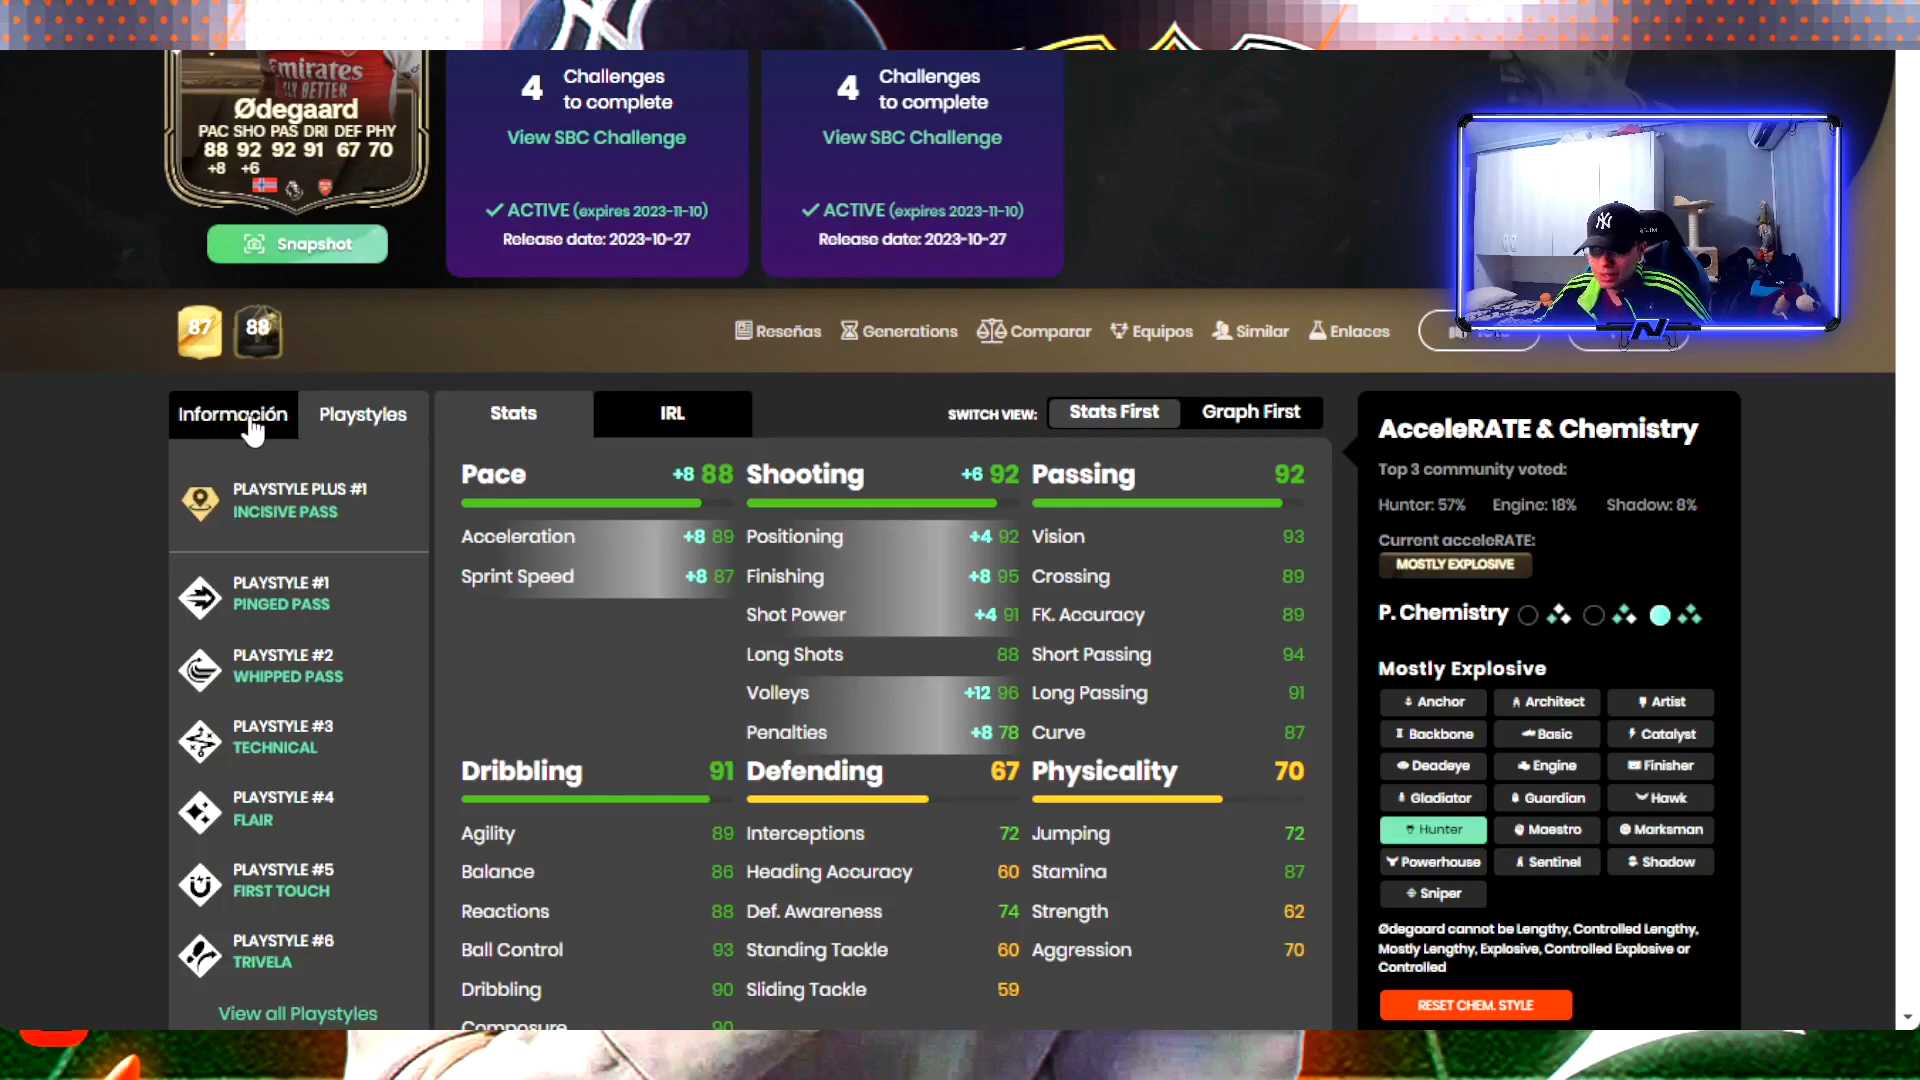 Emirates
FLY BETTER
Ødegaard
PAC SHO PAS DRI DEF PHY
88 92 92 91 67 70
+8 +6
Snapshot
4 Challenges to complete
View SBC Challenge
ACTIVE (expires 2023-11-10)
Release date: 2023-10-27
4 Challenges to complete
View SBC Challenge
ACTIVE (expires 2023-11-10)
Release date: 2023-10-27
87 88
Reseñas Generations Comparar Equipos Similar Enlaces
Información Playstyles
PLAYSTYLE PLUS #1
INCISIVE PASS
PLAYSTYLE #1
PINGED PASS
PLAYSTYLE #2
WHIPPED PASS
PLAYSTYLE #3
TECHNICAL
PLAYSTYLE #4
FLAIR
PLAYSTYLE #5
FIRST TOUCH
PLAYSTYLE #6
TRIVELA
View all Playstyles
Stats IRL
SWITCH VIEW: Stats First Graph First
Pace +8 88
Acceleration +8 89
Sprint Speed +8 87
Shooting +6 92
Positioning +4 92
Finishing +8 95
Shot Power +4 91
Long Shots 88
Volleys +12 96
Penalties +8 78
Passing 92
Vision 93
Crossing 89
FK. Accuracy 89
Short Passing 94
Long Passing 91
Curve 87
Dribbling 91
Agility 89
Balance 86
Reactions 88
Ball Control 93
Dribbling 90
Composure 90
Defending 67
Interceptions 72
Heading Accuracy 60
Def. Awareness 74
Standing Tackle 60
Sliding Tackle 59
Physicality 70
Jumping 72
Stamina 87
Strength 62
Aggression 70
AcceleRATE & Chemistry
Top 3 community voted:
Hunter: 57% Engine: 18% Shadow: 8%
Current acceleRATE:
MOSTLY EXPLOSIVE
P. Chemistry
Mostly Explosive
Anchor Architect Artist
Backbone Basic Catalyst
Deadeye Engine Finisher
Gladiator Guardian Hawk
Hunter Maestro Marksman
Powerhouse Sentinel Shadow
Sniper
Ødegaard cannot be Lengthy, Controlled Lengthy,
Mostly Lengthy, Explosive, Controlled Explosive or
Controlled
RESET CHEM. STYLE